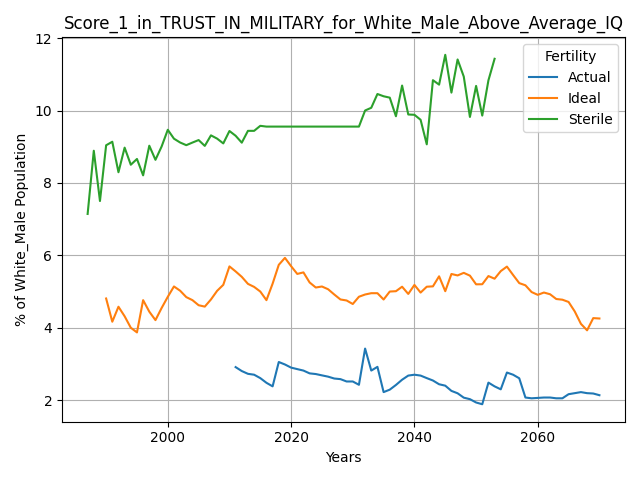 Score_1_in_TRUST_IN_MILITARY_for_White_Male_Above_Average_IQ
12
10
8
6
4
2
% of White_Male Population
2000
2020
2040
2060
Years
Fertility
Actual
Ideal
Sterile